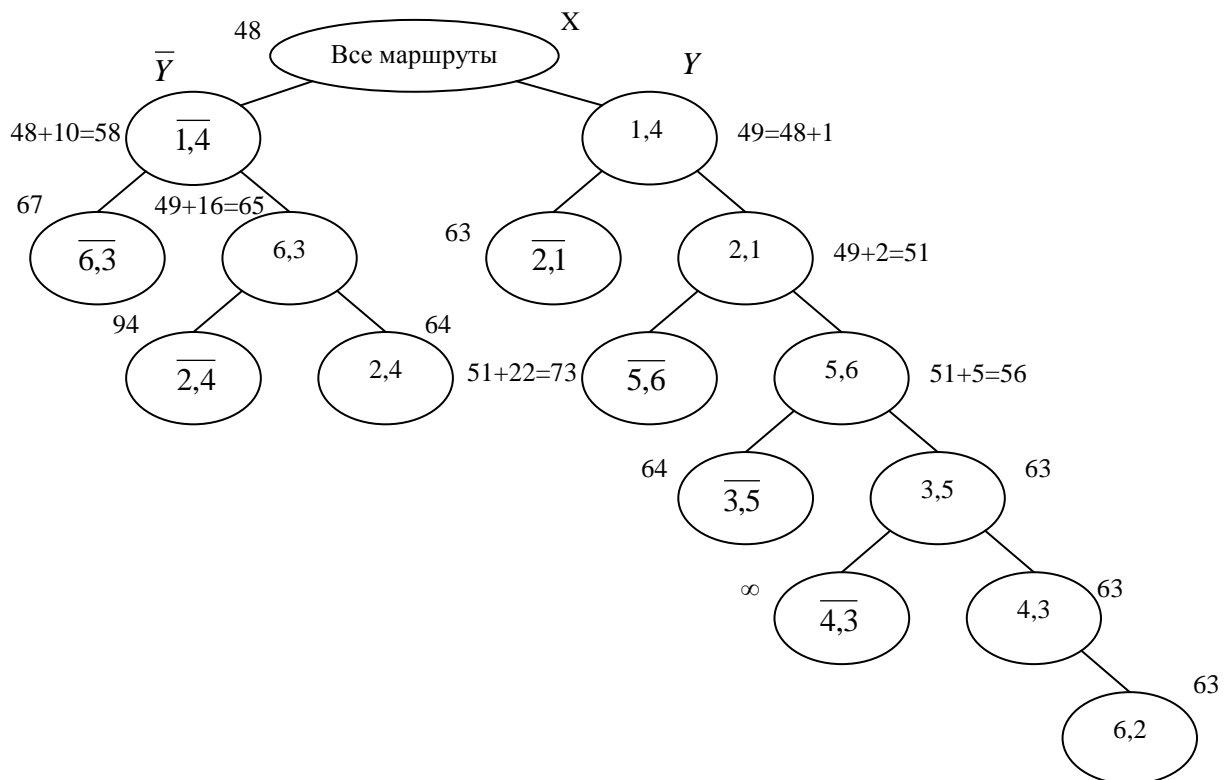 48 Все маршруты X
Y̅ Y
48+10=58 1,4̅ 1,4 49=48+1
67 6,3̅ 49+16=65 6,3 63 2,1̅ 2,1 49+2=51
94 2,4̅ 2,4 64 51+22=73 5,6̅ 5,6 51+5=56
64 3,5̅ 3,5 63
∞ 4,3̅ 4,3 63
6,2 63